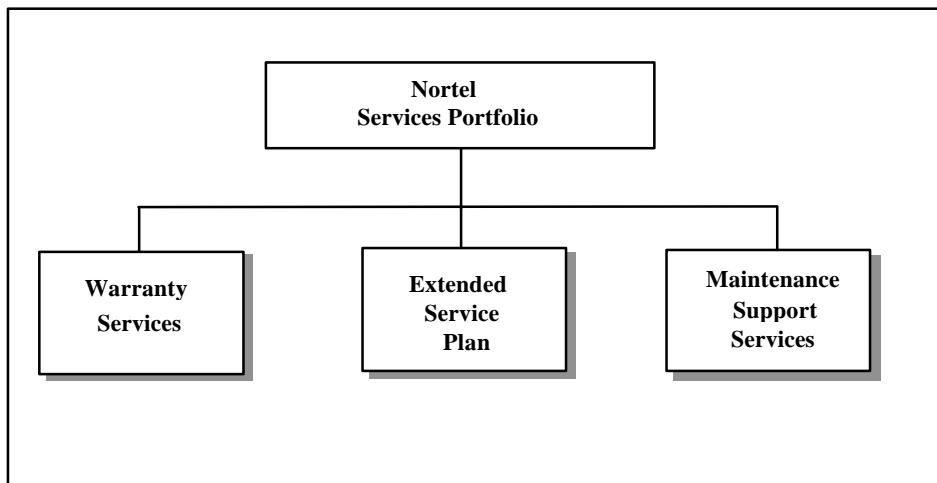 Nortel
Services Portfolio
Warranty
Services
Extended
Service
Plan
Maintenance
Support
Services